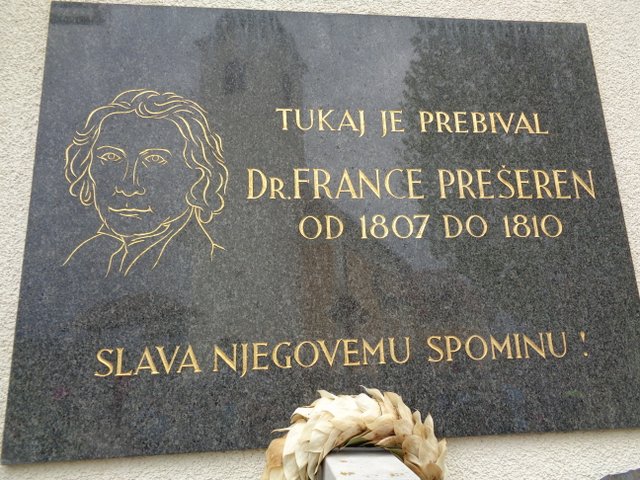 TUKAJ JE PREBIVAL
DR. FRANCE PREŠEREN
OD 1807 DO 1810
SLAVA NJEGOVEMU SPOMINU !